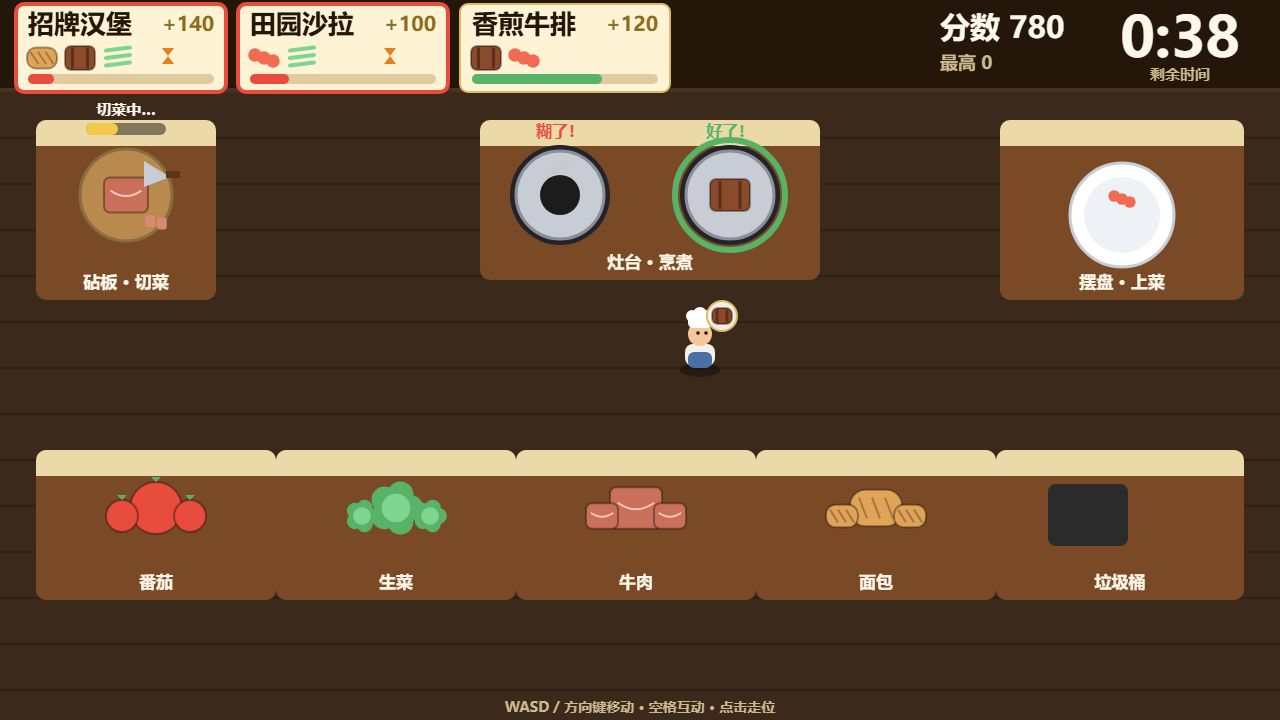 招牌汉堡 +140
田园沙拉 +100
香煎牛排 +120
分数 780
最高 0
0:38
剩余时间
切菜中...
糊了!
好了!
砧板 • 切菜
灶台 • 烹煮
摆盘 • 上菜
番茄
生菜
牛肉
面包
垃圾桶
WASD / 方向键移动 • 空格互动 • 点击走位